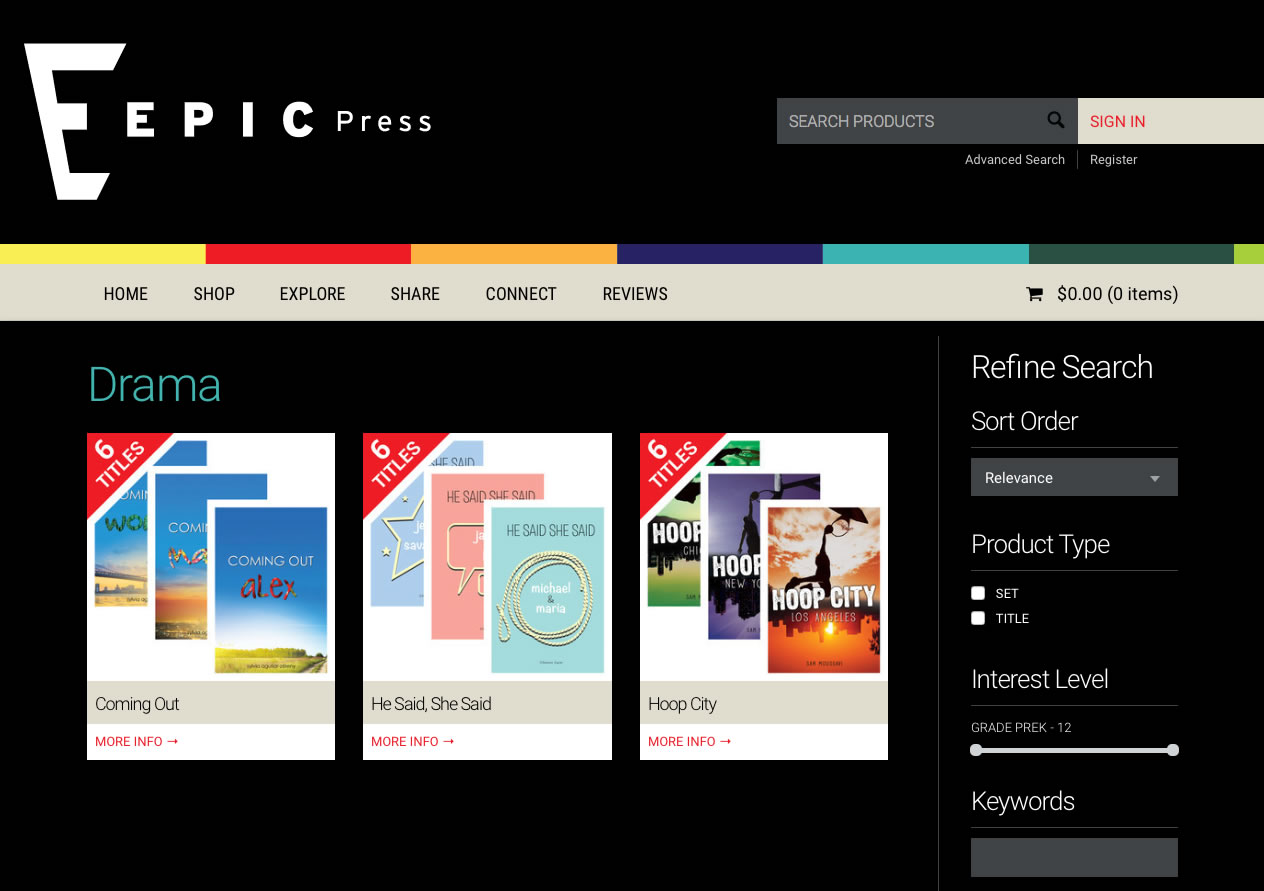 EPIC Press
SEARCH PRODUCTS
SIGN IN
Advanced Search
Register
HOME
SHOP
EXPLORE
SHARE
CONNECT
REVIEWS
$0.00 (0 items)
Drama
6
TITLES
COMING OUT
alex
Coming Out
MORE INFO →
6
TITLES
HE SAID SHE SAID
HE SAID SHE SAID
michael
&
maria
He Said, She Said
MORE INFO →
6
TITLES
HOOP
NEW YO
HOOP CITY
LOS ANGELES
SAM MOUSSAVI
Hoop City
MORE INFO →
Refine Search
Sort Order
Relevance
Product Type
SET
TITLE
Interest Level
GRADE PREK - 12
Keywords